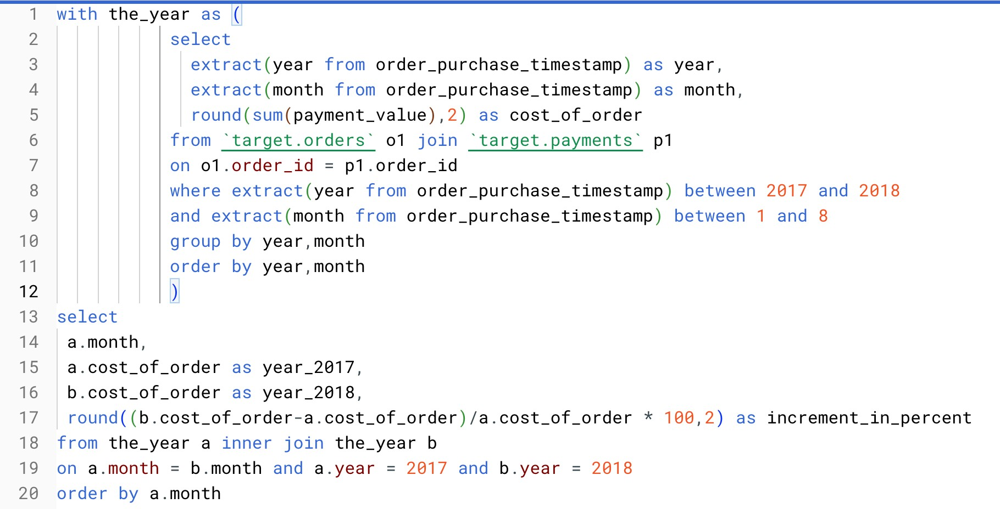 1 with the_year as (
2 select
3 extract(year from order_purchase_timestamp) as year,
4 extract(month from order_purchase_timestamp) as month,
5 round(sum(payment_value),2) as cost_of_order
6 from `target.orders` o1 join `target.payments` p1
7 on o1.order_id = p1.order_id
8 where extract(year from order_purchase_timestamp) between 2017 and 2018
9 and extract(month from order_purchase_timestamp) between 1 and 8
10 group by year,month
11 order by year,month
12 )
13 select
14 a.month,
15 a.cost_of_order as year_2017,
16 b.cost_of_order as year_2018,
17 round((b.cost_of_order-a.cost_of_order)/a.cost_of_order * 100,2) as increment_in_percent
18 from the_year a inner join the_year b
19 on a.month = b.month and a.year = 2017 and b.year = 2018
20 order by a.month